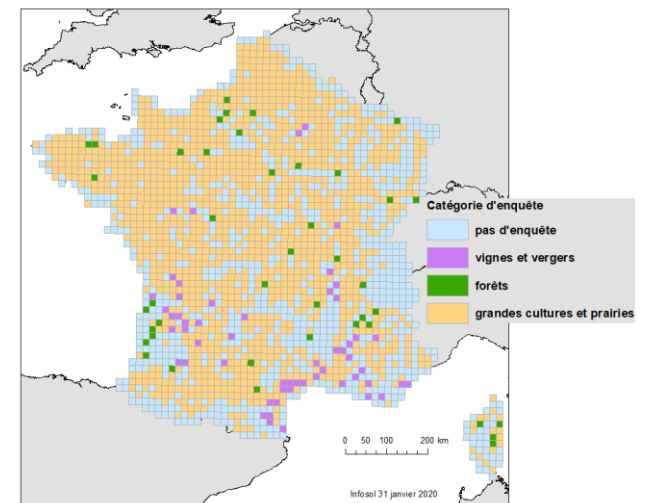 Catégorie d'enquête
pas d'enquête
vignes et vergers
forêts
grandes cultures et prairies
0 50 100 200 km
Infosol 31 janvier 2020